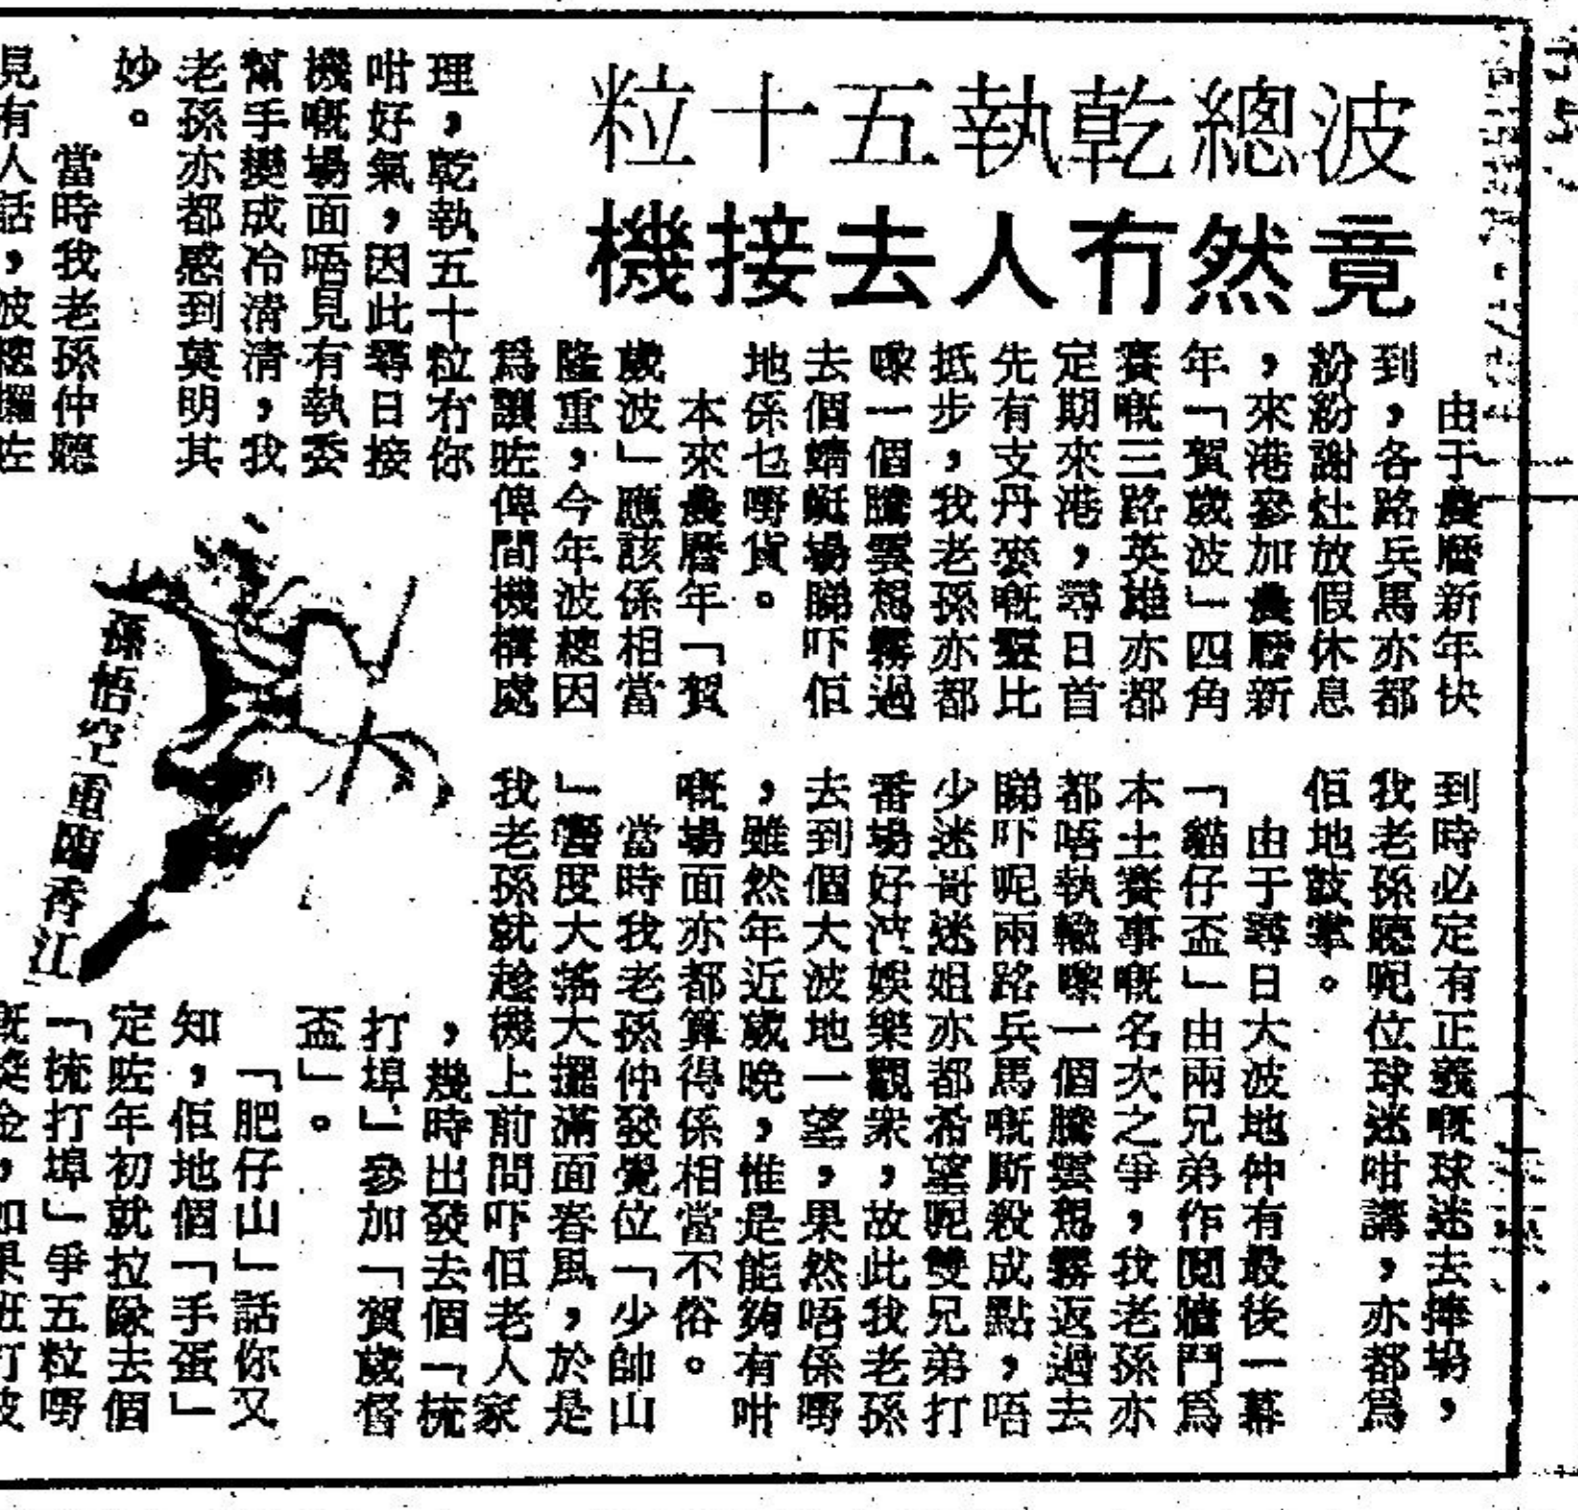 波總乾執五十粒
竟然冇人去接機
由于農曆新年快
到，各路兵馬亦都
紛紛謝灶放假休息
，來港參加農曆新
年「賀歲波」四角
賽嘅三路英雄亦都
定期來港，尋日首
先有支丹麥嘅隊比
抵步，我老孫亦都
嚟一個騰雲駕霧過
去個蜻蜓場睇吓佢
地係乜嘢貨。
本來農曆年「賀
歲波」應該係相當
隆重，今年波總因
爲讓咗俾間機構處
理，乾執五十粒冇你
咁好氣，因此尋日接
機嘅場面唔見有執委
幫手變成冷清清，我
老孫亦都感到莫明其
妙。
當時我老孫仲聽
見有人話，波總攞咗
孫悟空重臨香江
到時必定有正義嘅球迷去捧場，
我老孫聽呢位球迷咁講，亦都爲
佢地鼓掌。
由于尋日大波地仲有最後一幕
「貓仔盃」由兩兄弟作鬩牆鬥爲
本土賽事嘅名次之爭，我老孫亦
都唔執輸嚟一個騰雲駕霧返過去
睇吓呢兩路兵馬嘅厮殺成點，唔
少迷哥迷姐亦都希望呢雙兄弟打
番場好波娛樂觀衆，故此我老孫
去到個大波地一望，果然唔係嘢
，雖然年近歲晚，惟是能夠有咁
嘅場面亦都算得係相當不俗。
當時我老孫仲發覺位「少帥山
」響度大搖大擺滿面春風，於是
我老孫就趁機上前問吓佢老人家
，幾時出發去個「梳
打埠」參加「賀歲督
盃」。
「肥仔山」話你又
知，佢地個「手蛋」
定咗年初就拉隊去個
「梳打埠」爭五粒嘢
嘅獎金，如果班打波